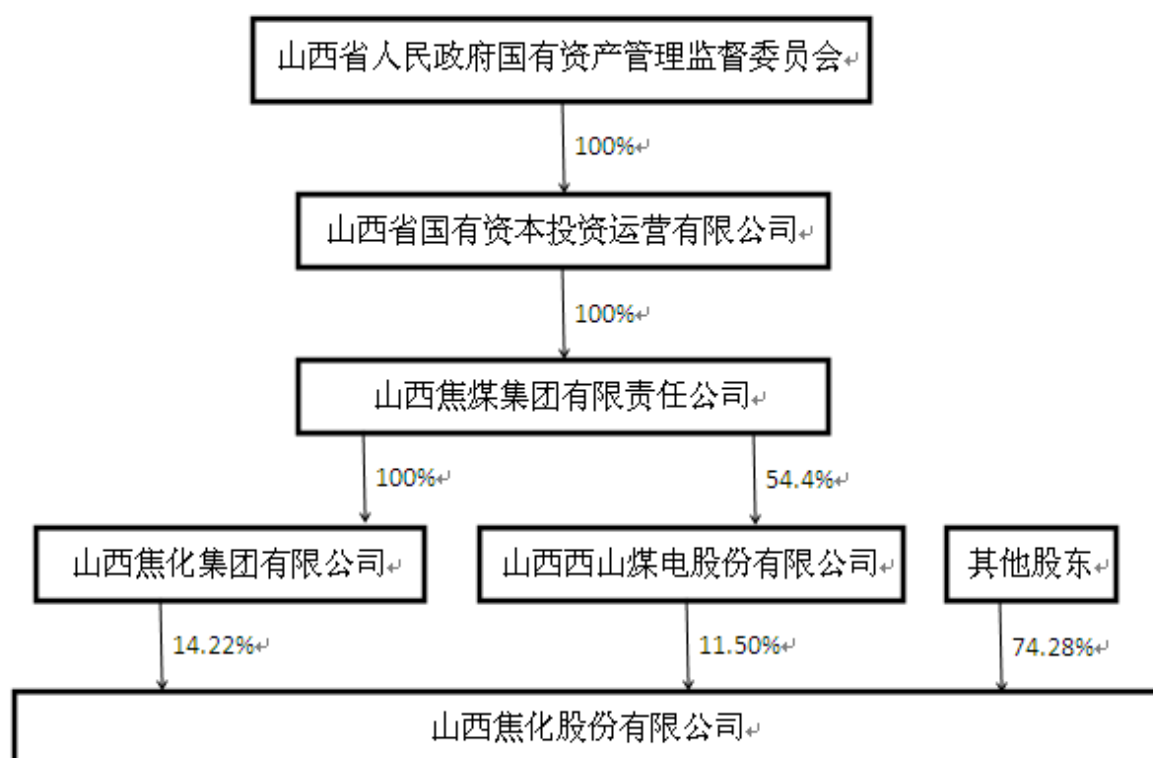 山西省人民政府国有资产管理监督委员会↵
100%↵
山西省国有资本投资运营有限公司↵
100%↵
山西焦煤集团有限责任公司↵
100%↵
54.4%↵
山西焦化集团有限公司↵
山西西山煤电股份有限公司↵
其他股东↵
14.22%↵
11.50%↵
74.28%↵
山西焦化股份有限公司↵